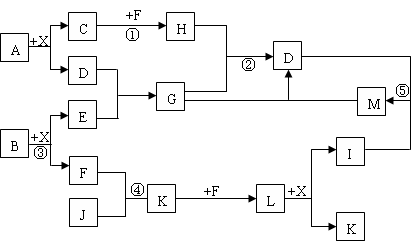 C +F ① H
A +X
D ② D
G M ⑤
E
B +X ③
F I
④ K +F L +X
J K